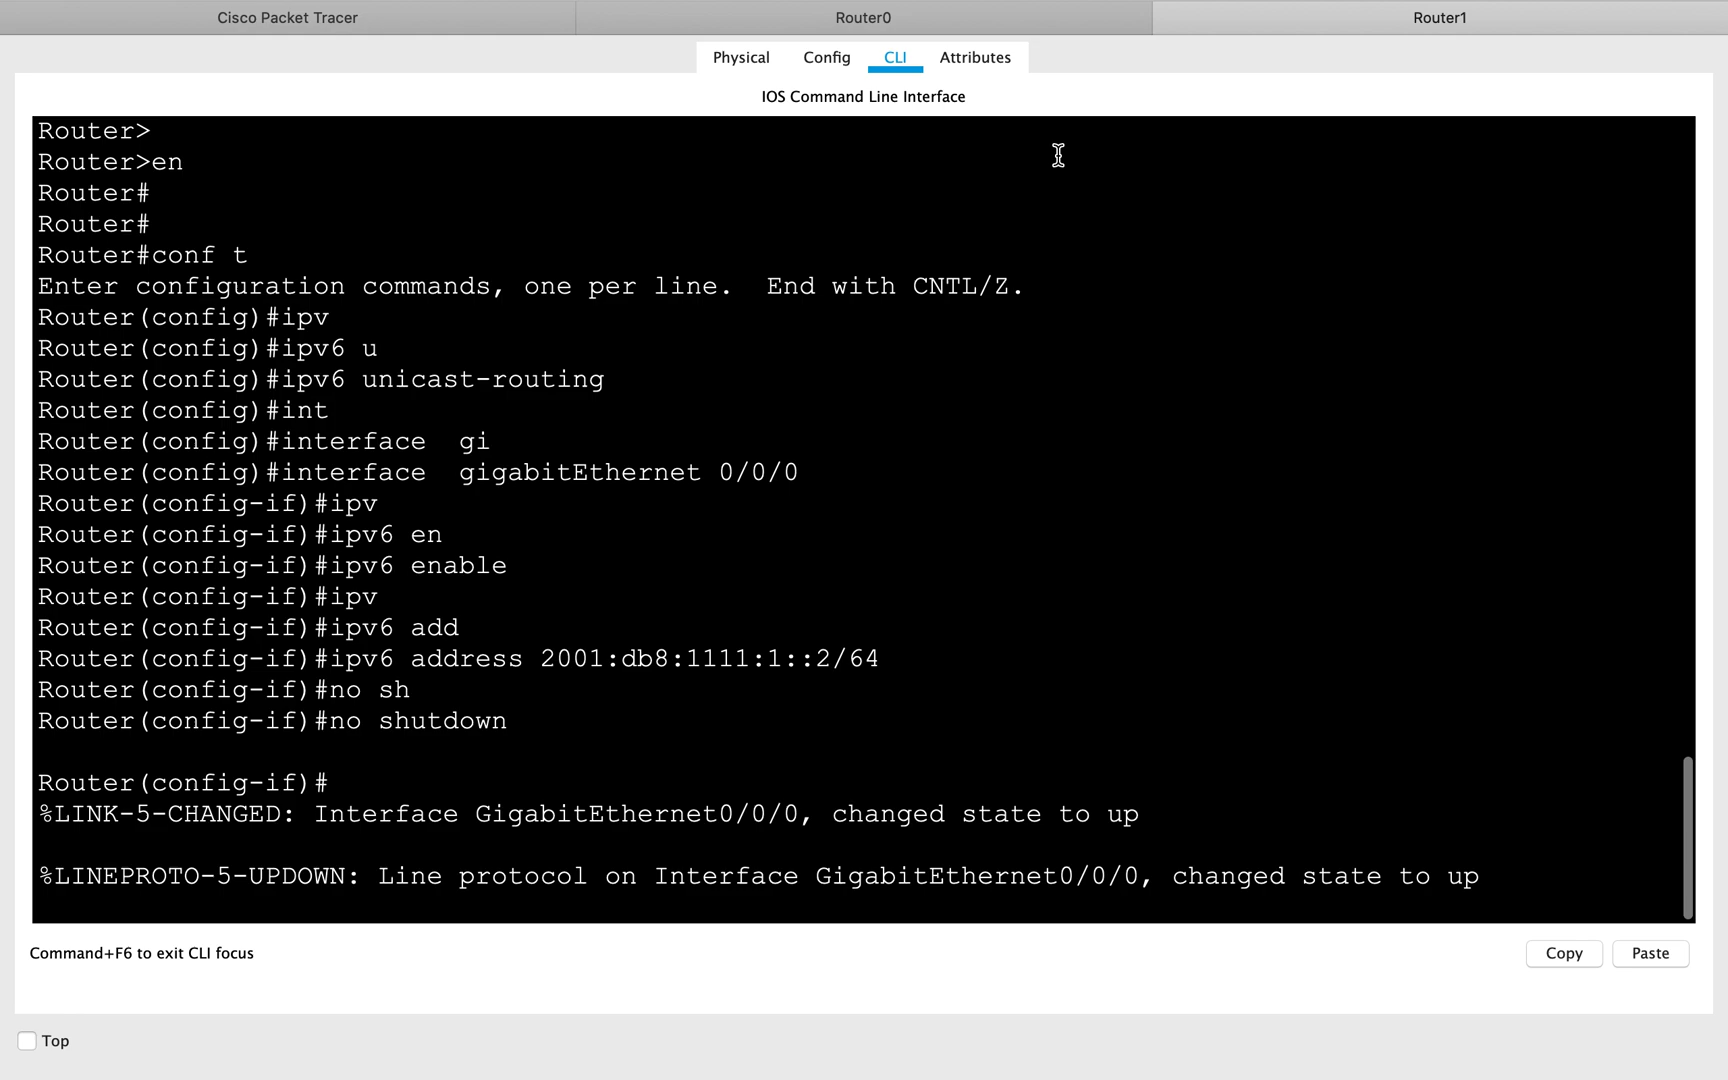 Cisco Packet Tracer
Router0
Router1
Physical
Config
CLI
Attributes
IOS Command Line Interface
Router>
Router>en
Router#
Router#
Router#conf t
Enter configuration commands, one per line.  End with CNTL/Z.
Router(config)#ipv
Router(config)#ipv6 u
Router(config)#ipv6 unicast-routing
Router(config)#int
Router(config)#interface  gi
Router(config)#interface  gigabitEthernet 0/0/0
Router(config-if)#ipv
Router(config-if)#ipv6 en
Router(config-if)#ipv6 enable
Router(config-if)#ipv
Router(config-if)#ipv6 add
Router(config-if)#ipv6 address 2001:db8:1111:1::2/64
Router(config-if)#no sh
Router(config-if)#no shutdown
Router(config-if)#
%LINK-5-CHANGED: Interface GigabitEthernet0/0/0, changed state to up
%LINEPROTO-5-UPDOWN: Line protocol on Interface GigabitEthernet0/0/0, changed state to up
Command+F6 to exit CLI focus
Copy
Paste
Top